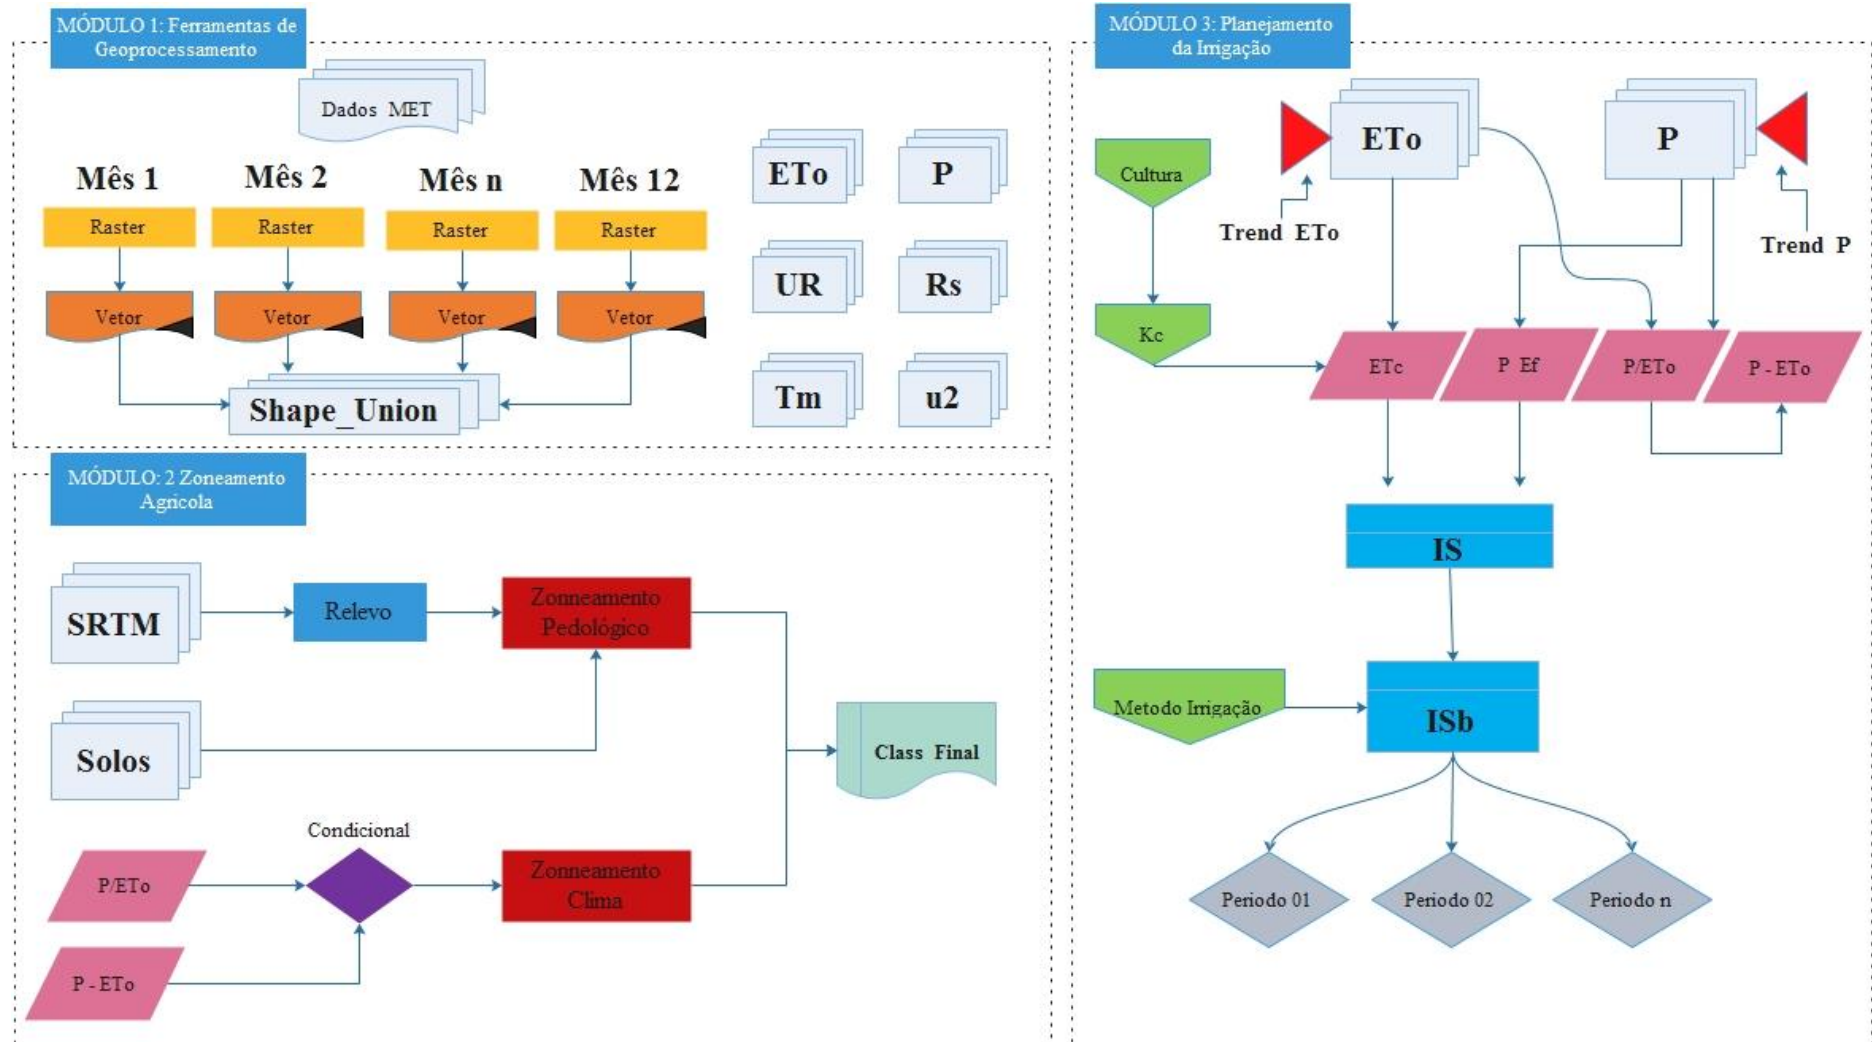 MÓDULO 1: Ferramentas de
Geoprocessamento
Dados MET
Mês 1
Mês 2
Mês n
Mês 12
Raster
Raster
Raster
Raster
Vetor
Vetor
Vetor
Vetor
Shape_Union
ETo
P
UR
Rs
Tm
u2
MÓDULO: 2 Zoneamento
Agricola
SRTM
Relevo
Zonneamento
Pedológico
Solos
Class Final
Condicional
P/ETo
Zonneamento
Clima
P - ETo
MÓDULO 3: Planejamento
da Irrigação
ETo
P
Cultura
Trend ETo
Trend P
Kc
ETc
P Ef
P/ETo
P - ETo
IS
Metodo Irrigação
ISb
Periodo 01
Periodo 02
Periodo n